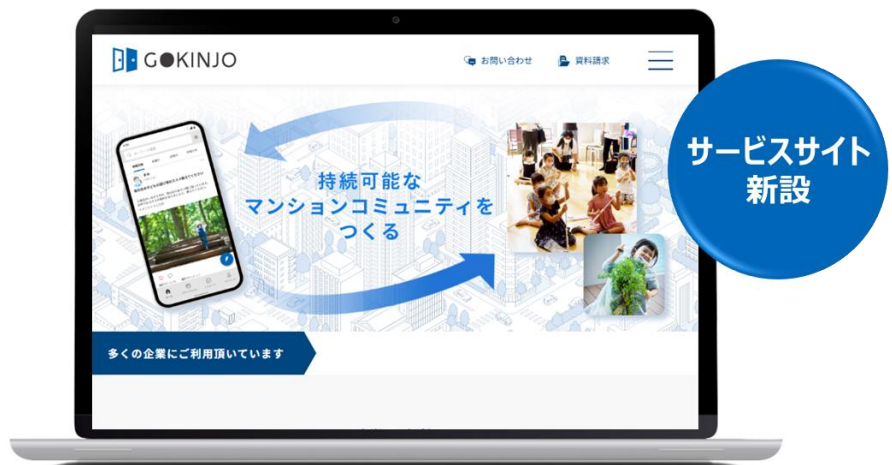 GOKINJO
お問い合わせ
資料請求
持続可能な
マンションコミュニティを
つくる
サービスサイト
新設
多くの企業にご利用頂いています